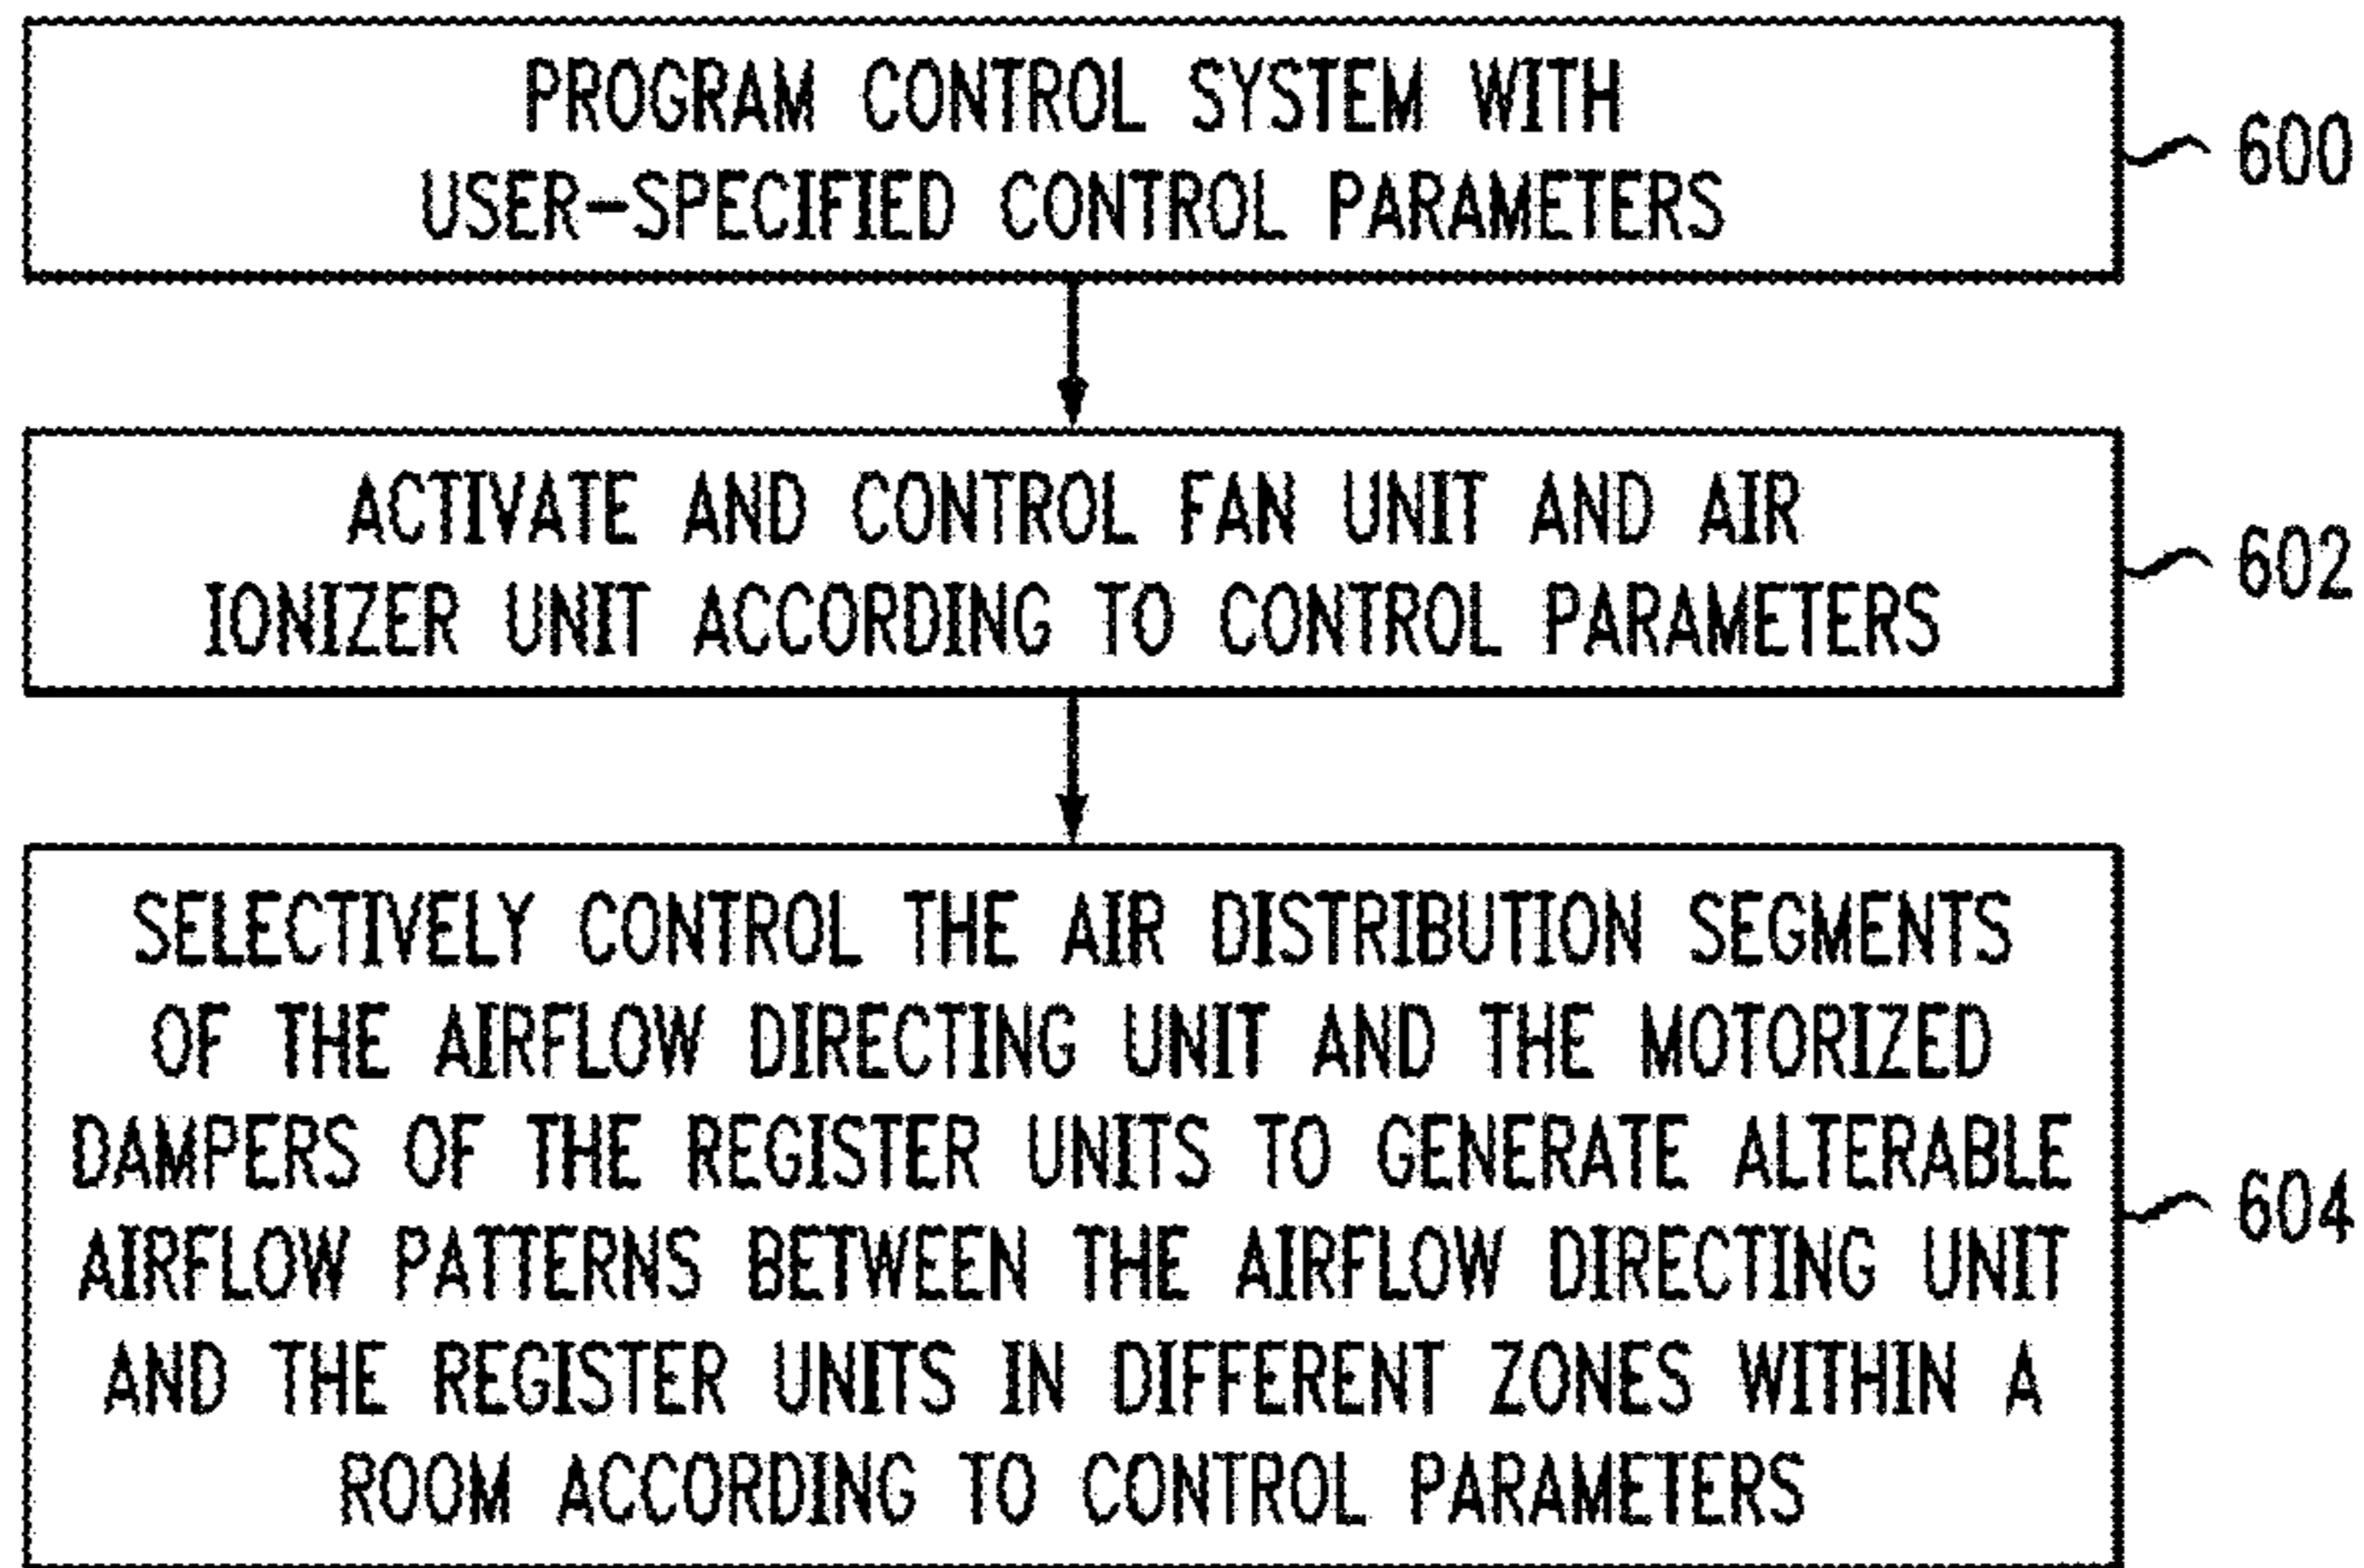 PROGRAM CONTROL SYSTEM WITH
USER-SPECIFIED CONTROL PARAMETERS
600
ACTIVATE AND CONTROL FAN UNIT AND AIR
IONIZER UNIT ACCORDING TO CONTROL PARAMETERS
602
SELECTIVELY CONTROL THE AIR DISTRIBUTION SEGMENTS
OF THE AIRFLOW DIRECTING UNIT AND THE MOTORIZED
DAMPERS OF THE REGISTER UNITS TO GENERATE ALTERABLE
AIRFLOW PATTERNS BETWEEN THE AIRFLOW DIRECTING UNIT
AND THE REGISTER UNITS IN DIFFERENT ZONES WITHIN A
ROOM ACCORDING TO CONTROL PARAMETERS
604